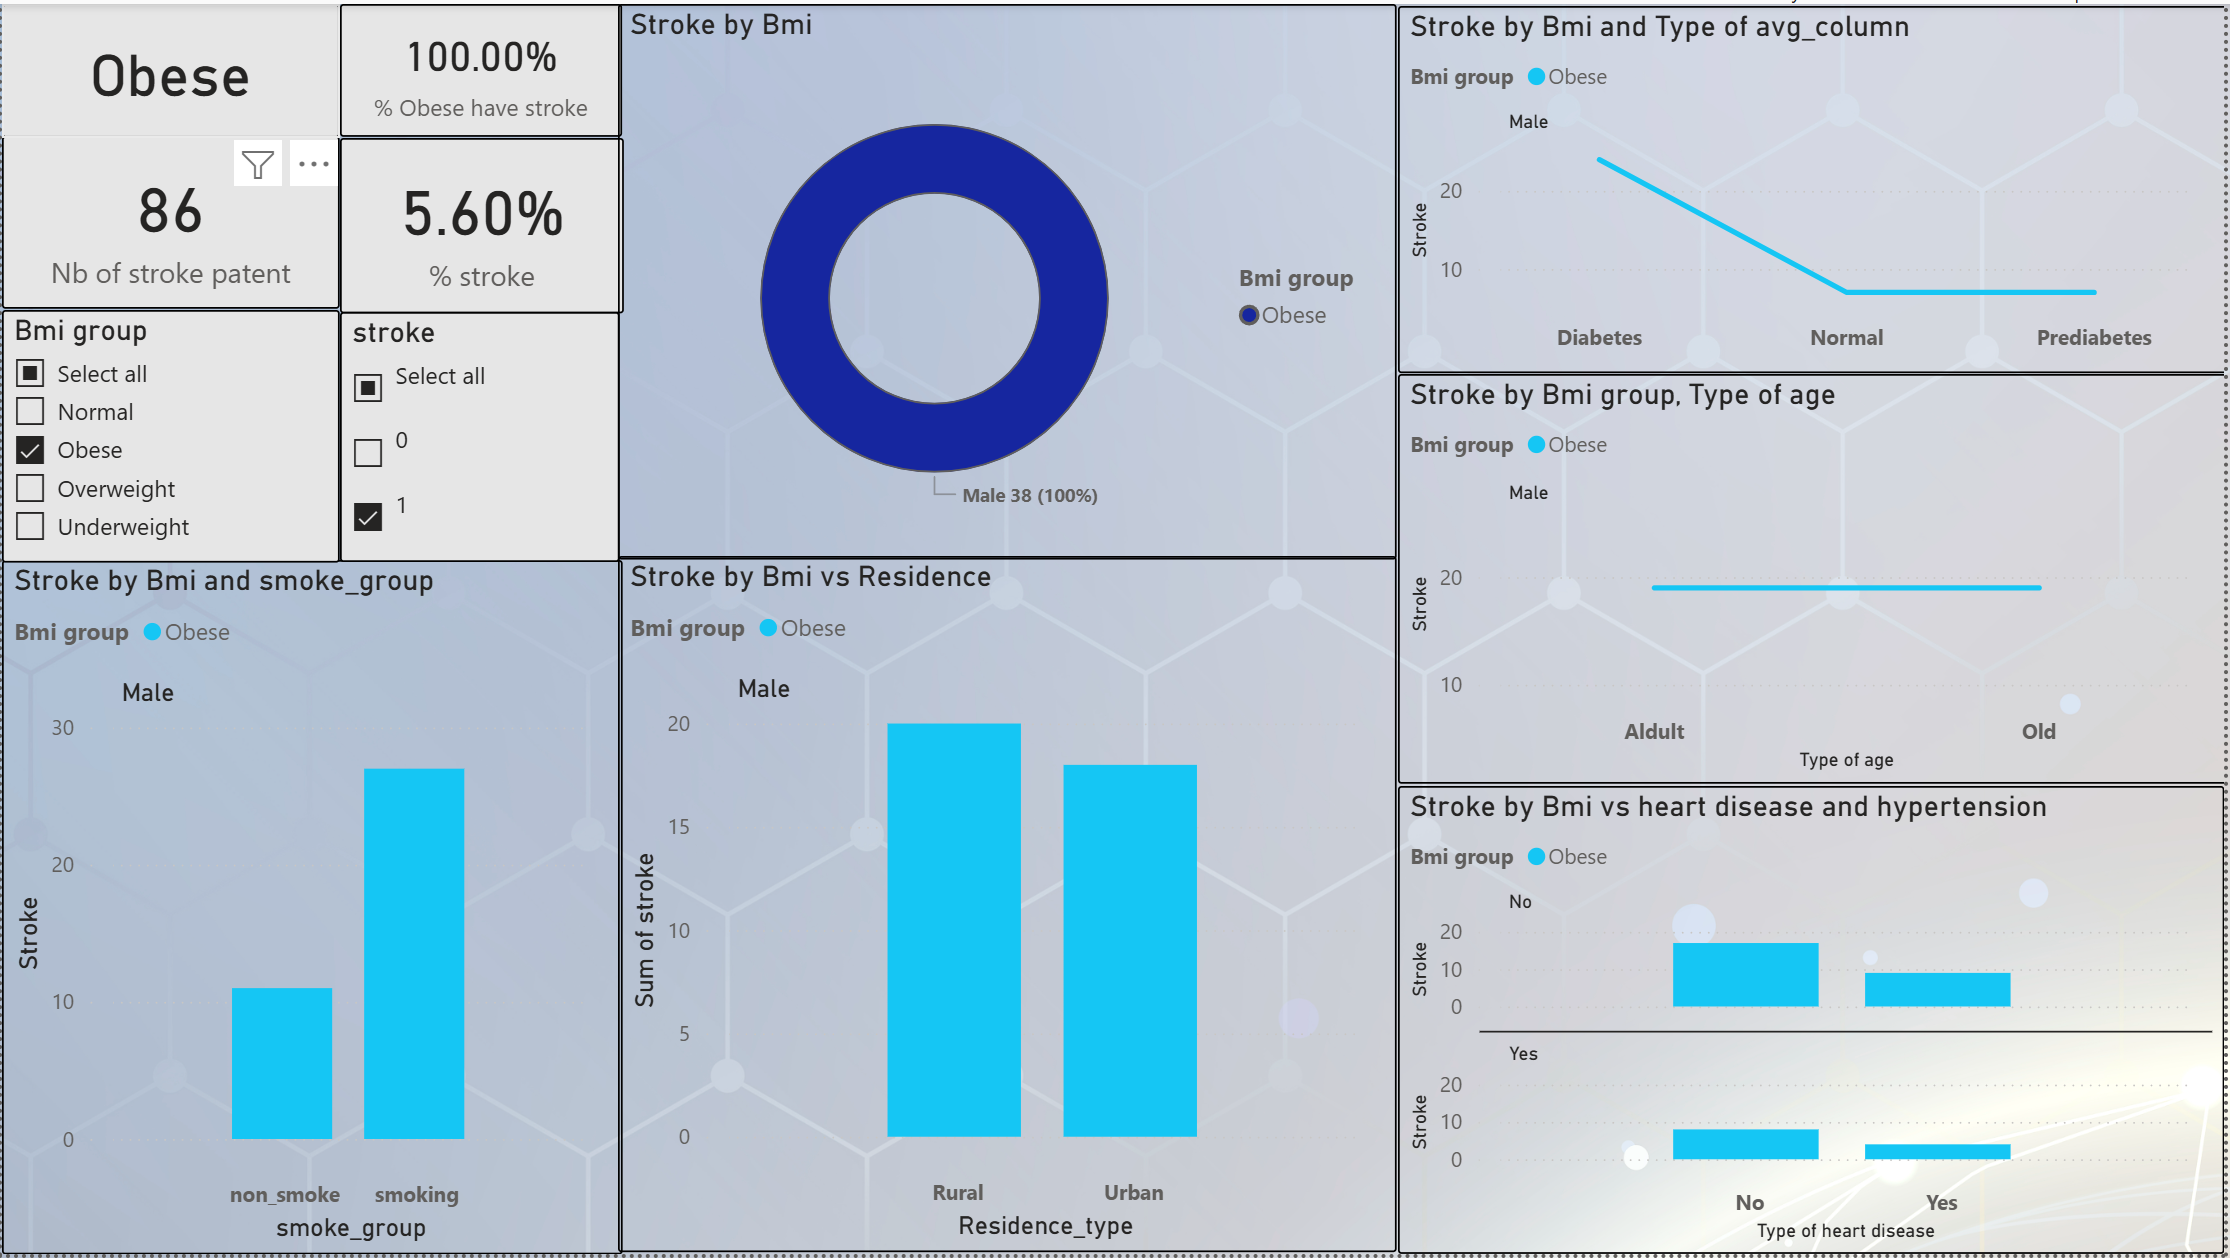 Obese
100.00%
% Obese have stroke
86
Nb of stroke patent
5.60%
% stroke
Bmi group
Select all
Normal
Obese
Overweight
Underweight
stroke
Select all
0
1
Stroke by Bmi
Bmi group
Obese
Male 38 (100%)
Stroke by Bmi and smoke_group
Bmi group Obese
Male
30
20
10
0
Stroke
non_smoke smoking
smoke_group
Stroke by Bmi vs Residence
Bmi group Obese
Male
20
15
10
5
0
Sum of stroke
Rural Urban
Residence_type
Stroke by Bmi and Type of avg_column
Bmi group Obese
Male
20
10
Stroke
Diabetes Normal Prediabetes
Stroke by Bmi group, Type of age
Bmi group Obese
Male
20
10
Stroke
Aldult Old
Type of age
Stroke by Bmi vs heart disease and hypertension
Bmi group Obese
No
20
10
0
Stroke
Yes
20
10
0
Stroke
No Yes
Type of heart disease